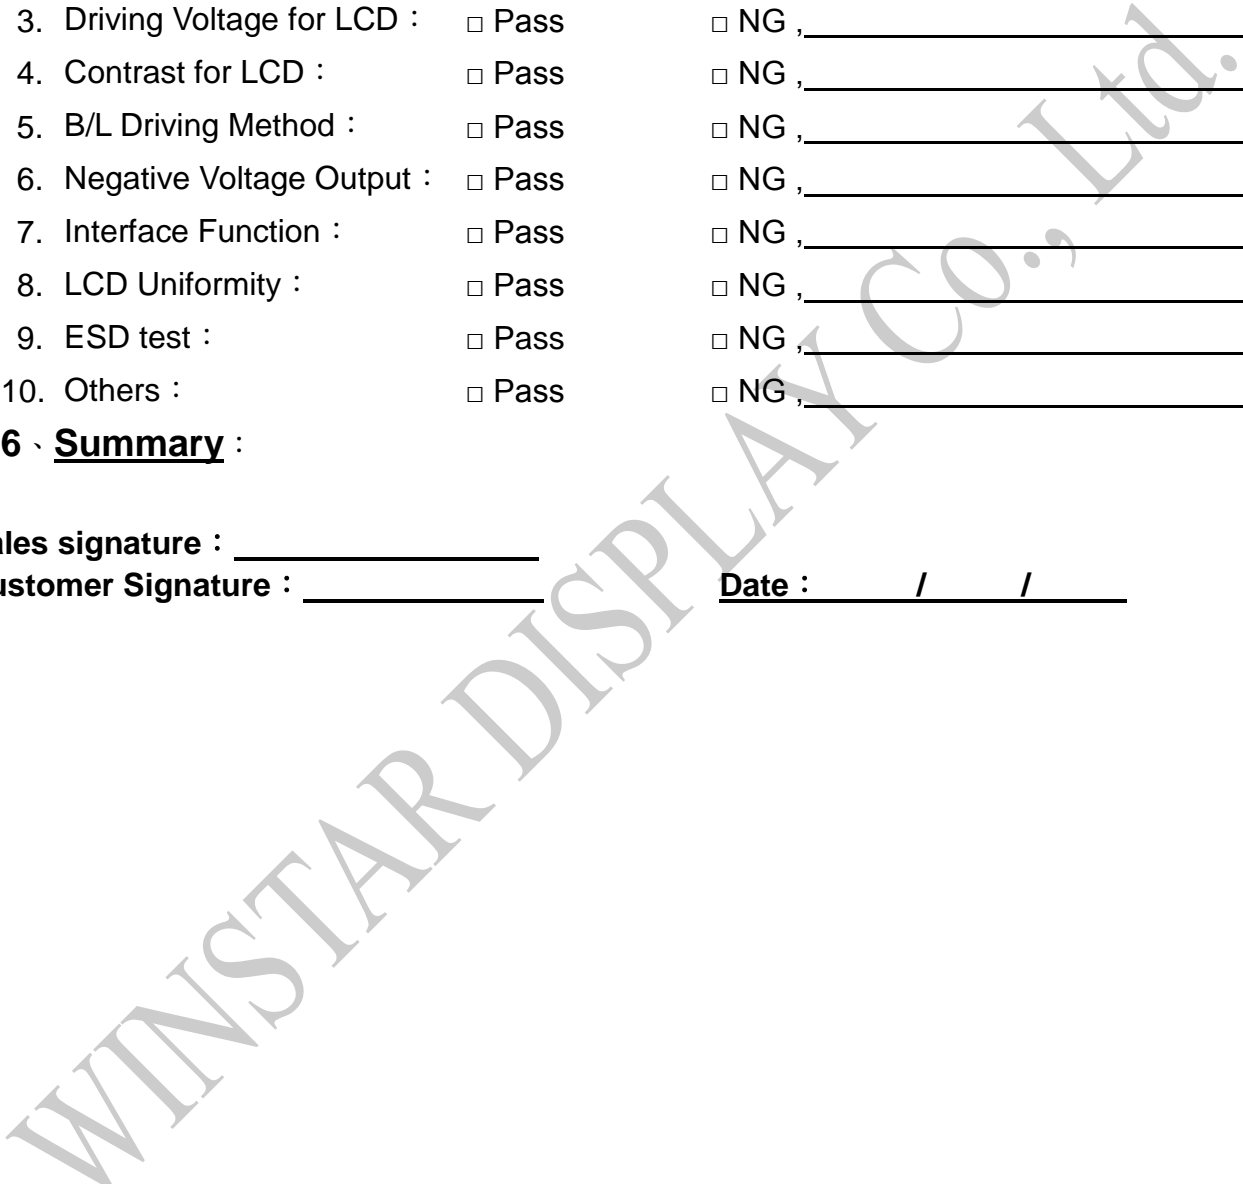 3. Driving Voltage for LCD： □ Pass □ NG ,
4. Contrast for LCD： □ Pass □ NG ,
5. B/L Driving Method： □ Pass □ NG ,
6. Negative Voltage Output： □ Pass □ NG ,
7. Interface Function： □ Pass □ NG ,
8. LCD Uniformity： □ Pass □ NG ,
9. ESD test： □ Pass □ NG ,
10. Others： □ Pass □ NG ,
6、Summary：
ales signature：
ustomer Signature： Date： / /
WINSTAR DISPLAY Co., Ltd.